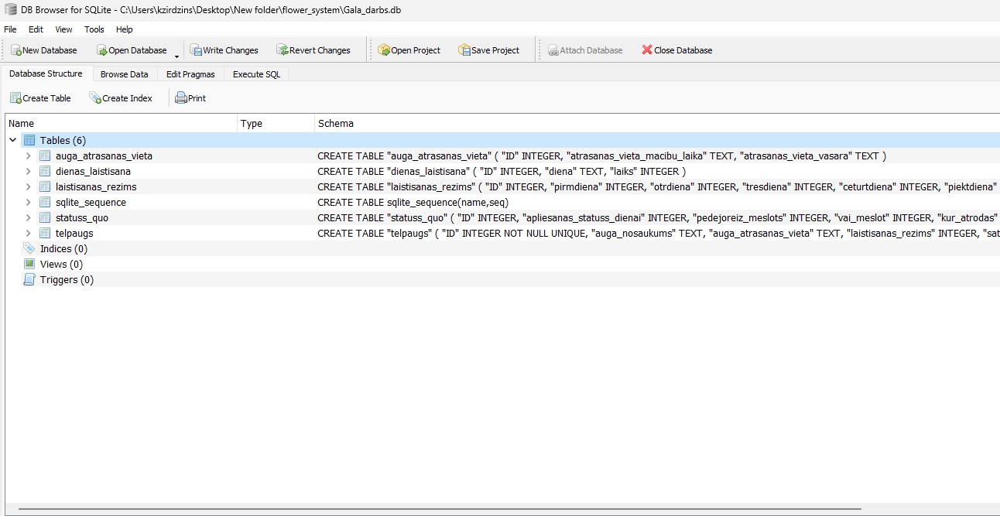 DB Browser for SQLite - C:\Users\kzirdzins\Desktop\New folder\flower_system\Gala_darbs.db
File Edit View Tools Help
New Database Open Database Write Changes Revert Changes Open Project Save Project Attach Database Close Database
Database Structure Browse Data Edit Pragmas Execute SQL
Create Table Create Index Print
Name Type Schema
Tables (6)
auga_atrasanas_vieta CREATE TABLE "auga_atrasanas_vieta" ( "ID" INTEGER, "atrasanas_vieta_macibu_laika" TEXT, "atrasanas_vieta_vasara" TEXT )
dienas_laistisana CREATE TABLE "dienas_laistisana" ( "ID" INTEGER, "diena" TEXT, "laiks" INTEGER )
laistisanas_rezims CREATE TABLE "laistisanas_rezims" ( "ID" INTEGER, "pirmdiena" INTEGER, "otrdiena" INTEGER, "tresdiena" INTEGER, "ceturtdiena" INTEGER, "piektdiena"
sqlite_sequence CREATE TABLE sqlite_sequence(name,seq)
statuss_quo CREATE TABLE "statuss_quo" ( "ID" INTEGER, "apliesanas_statuss_dienai" INTEGER, "pedejoreiz_meslots" INTEGER, "vai_meslot" INTEGER, "kur_atrodas"
telpaugs CREATE TABLE "telpaugs" ( "ID" INTEGER NOT NULL UNIQUE, "auga_nosaukums" TEXT, "auga_atrasanas_vieta" TEXT, "laistisanas_rezims" INTEGER, "sat
Indices (0)
Views (0)
Triggers (0)